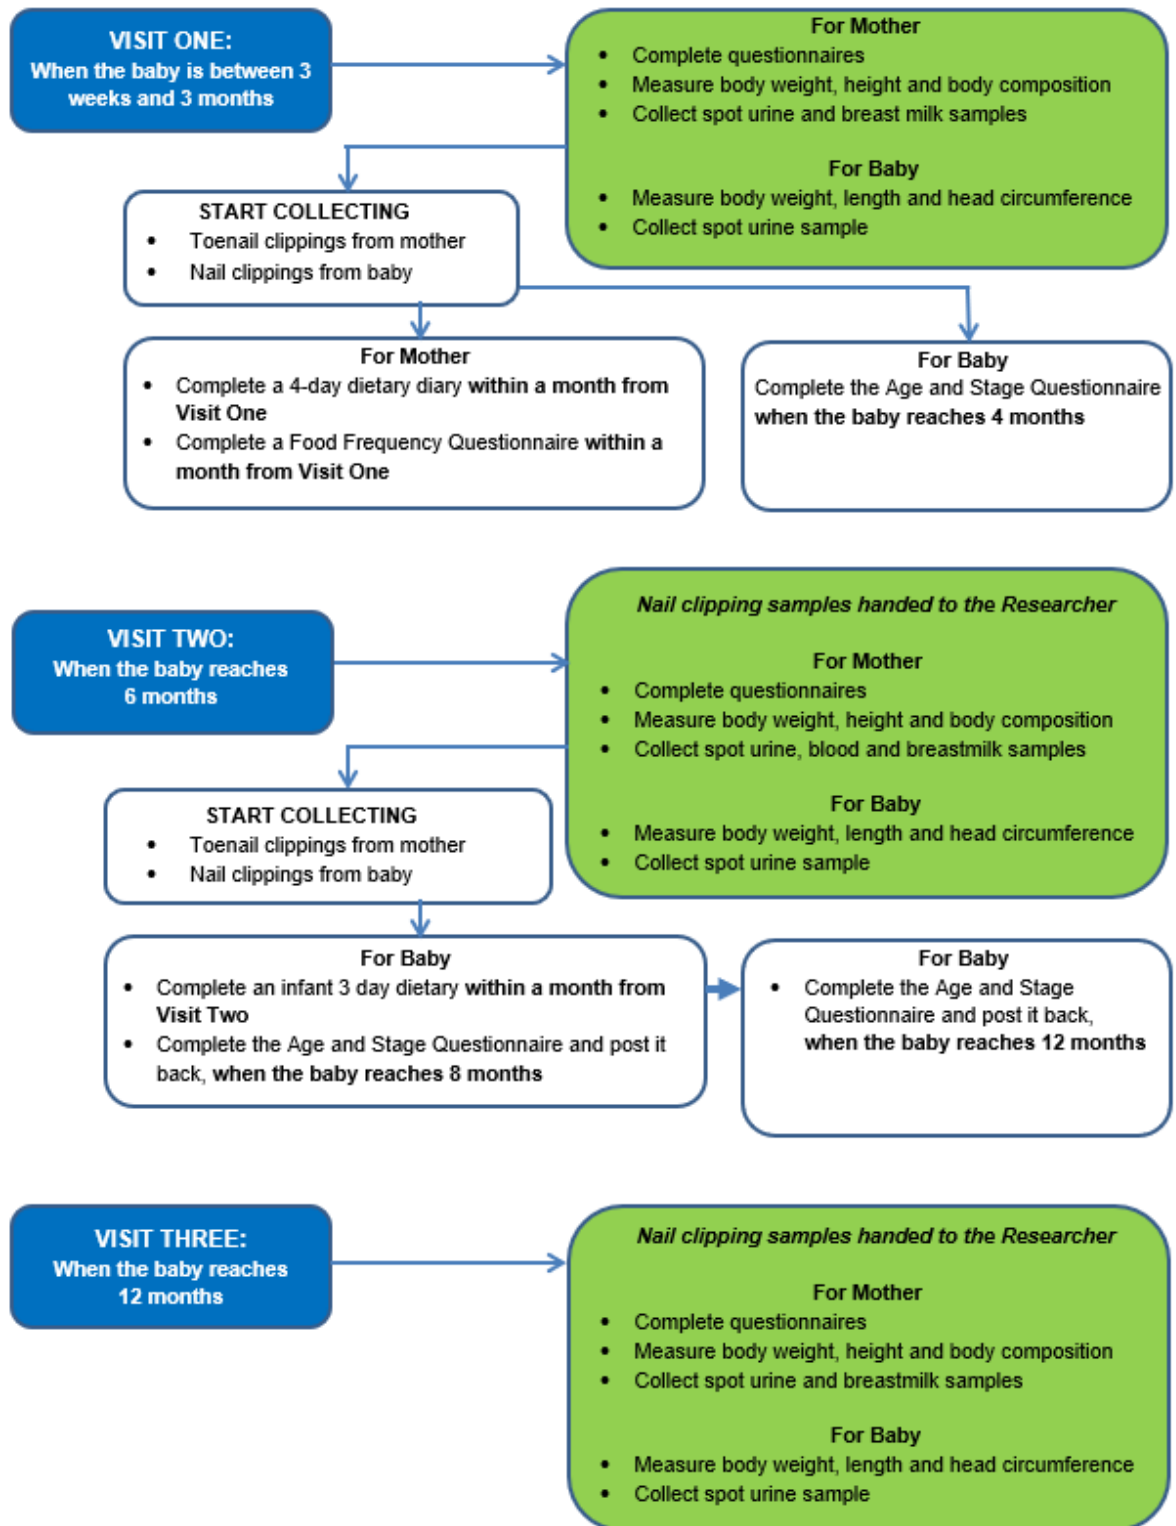 VISIT ONE:
When the baby is between 3
weeks and 3 months
For Mother
• Complete questionnaires
• Measure body weight, height and body composition
• Collect spot urine and breast milk samples
For Baby
• Measure body weight, length and head circumference
• Collect spot urine sample
START COLLECTING
• Toenail clippings from mother
• Nail clippings from baby
For Mother
• Complete a 4-day dietary diary within a month from
Visit One
• Complete a Food Frequency Questionnaire within a
month from Visit One
For Baby
Complete the Age and Stage Questionnaire
when the baby reaches 4 months
VISIT TWO:
When the baby reaches
6 months
Nail clipping samples handed to the Researcher
For Mother
• Complete questionnaires
• Measure body weight, height and body composition
• Collect spot urine, blood and breastmilk samples
For Baby
• Measure body weight, length and head circumference
• Collect spot urine sample
START COLLECTING
• Toenail clippings from mother
• Nail clippings from baby
For Baby
• Complete an infant 3 day dietary within a month from
Visit Two
• Complete the Age and Stage Questionnaire and post it
back, when the baby reaches 8 months
For Baby
• Complete the Age and Stage
Questionnaire and post it back,
when the baby reaches 12 months
VISIT THREE:
When the baby reaches
12 months
Nail clipping samples handed to the Researcher
For Mother
• Complete questionnaires
• Measure body weight, height and body composition
• Collect spot urine and breastmilk samples
For Baby
• Measure body weight, length and head circumference
• Collect spot urine sample